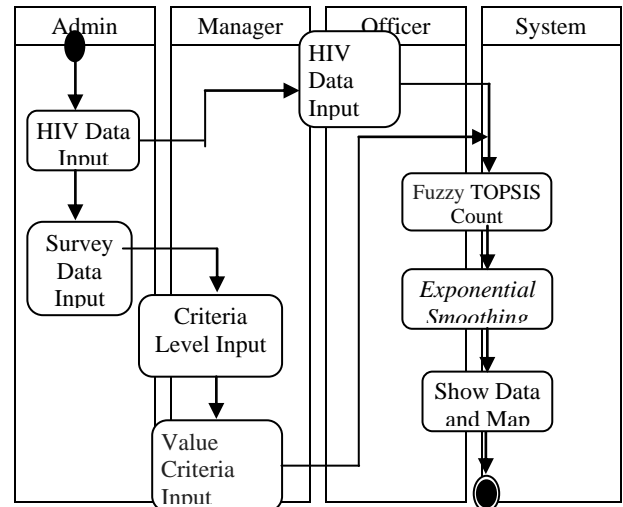 Admin
Manager
Officer
System
HIV
Data
Input
HIV Data
Input
Survey
Data
Input
Fuzzy TOPSIS
Count
Criteria
Level Input
Exponential
Smoothing
Show Data
and Map
Value
Criteria
Input